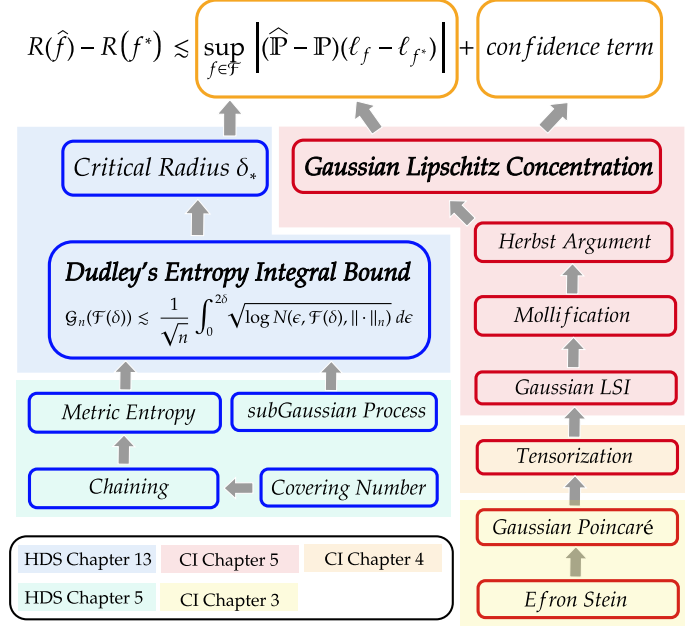 R(f̂) − R(f*) ≲ sup_{f∈ℱ} |(ℙ̂ − ℙ)(ℓ_f − ℓ_{f*})| + confidence term
Critical Radius δ_*
Gaussian Lipschitz Concentration
Herbst Argument
Dudley's Entropy Integral Bound
𝒢_n(ℱ(δ)) ≲ 1/√n ∫_0^{2δ} √(log N(ϵ, ℱ(δ), ‖·‖_n)) dϵ
Mollification
Gaussian LSI
Metric Entropy
subGaussian Process
Tensorization
Chaining
Covering Number
Gaussian Poincaré
Efron Stein
HDS Chapter 13
CI Chapter 5
CI Chapter 4
HDS Chapter 5
CI Chapter 3